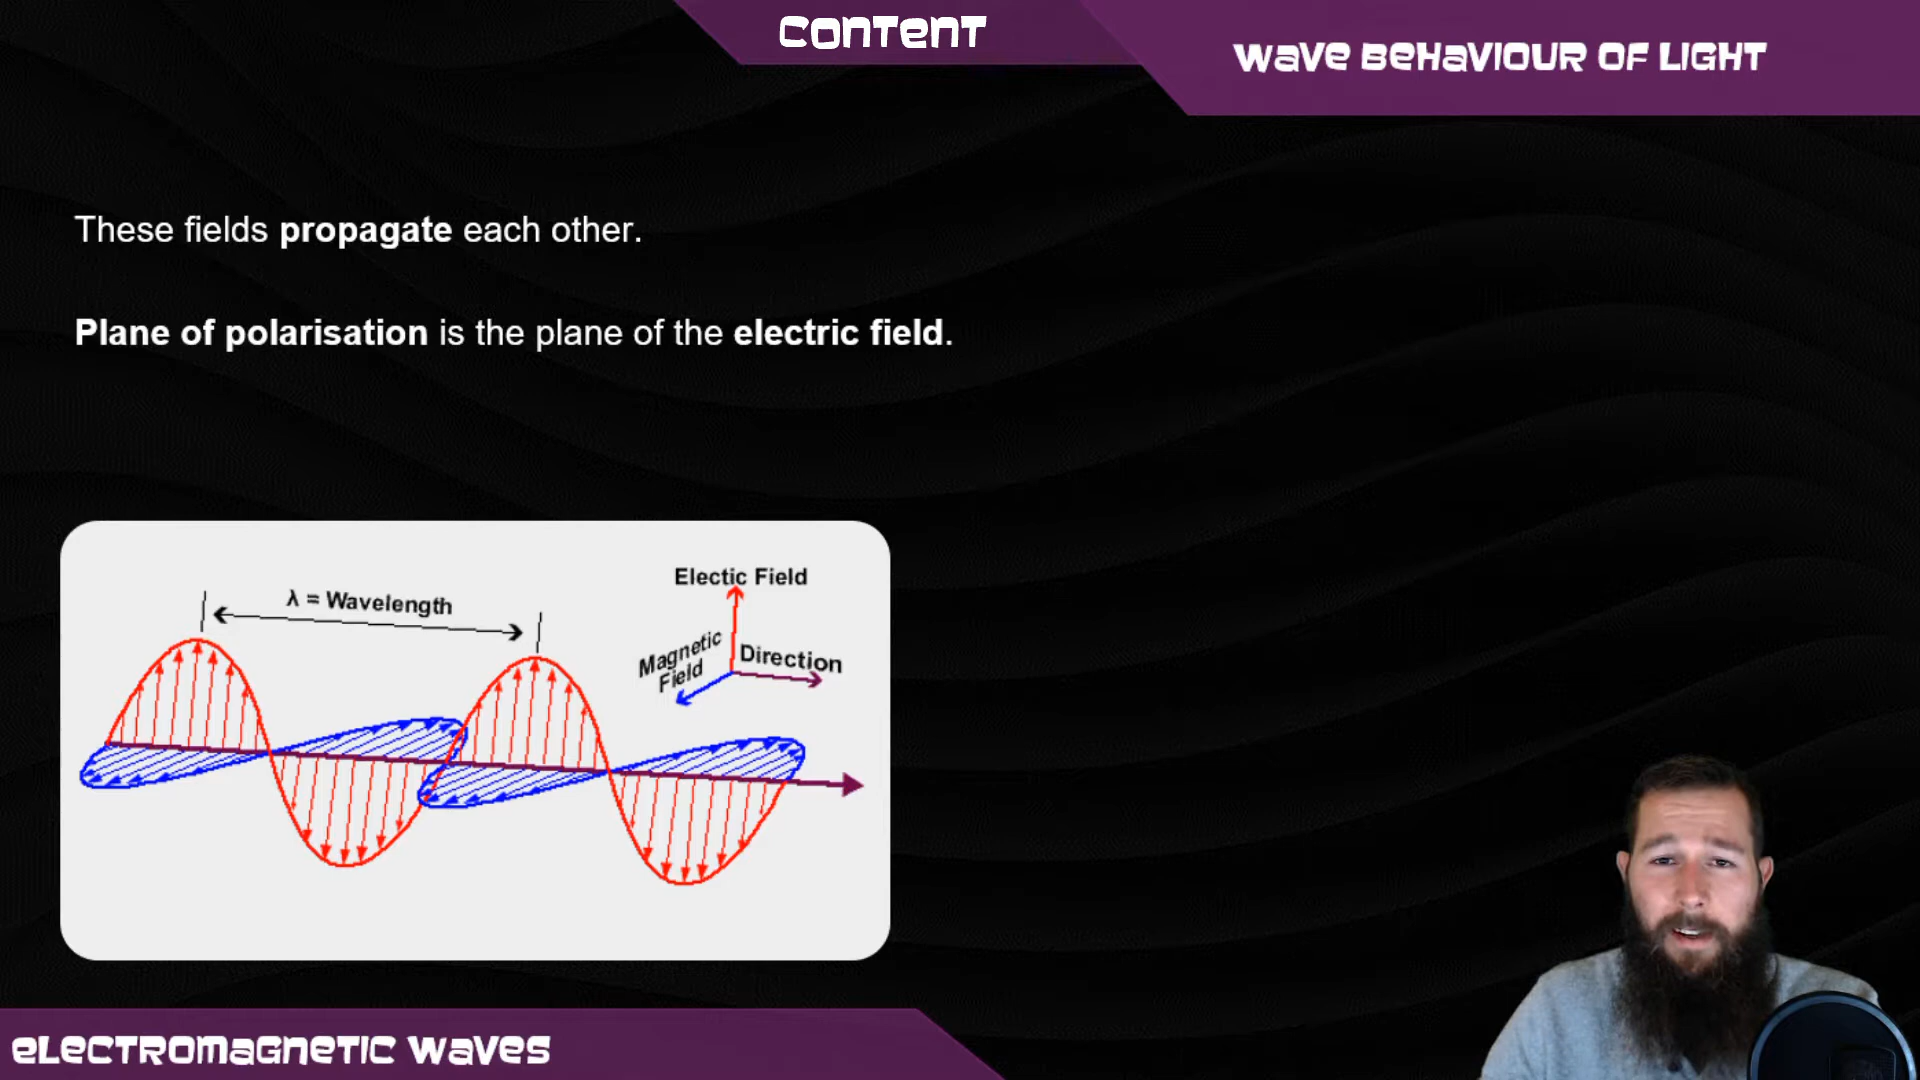 CONTENT
WAVE BEHAVIOUR OF LIGHT
These fields propagate each other.
Plane of polarisation is the plane of the electric field.
λ = Wavelength
Electic Field
Magnetic
Field
Direction
ELECTROMAGNETIC WAVES